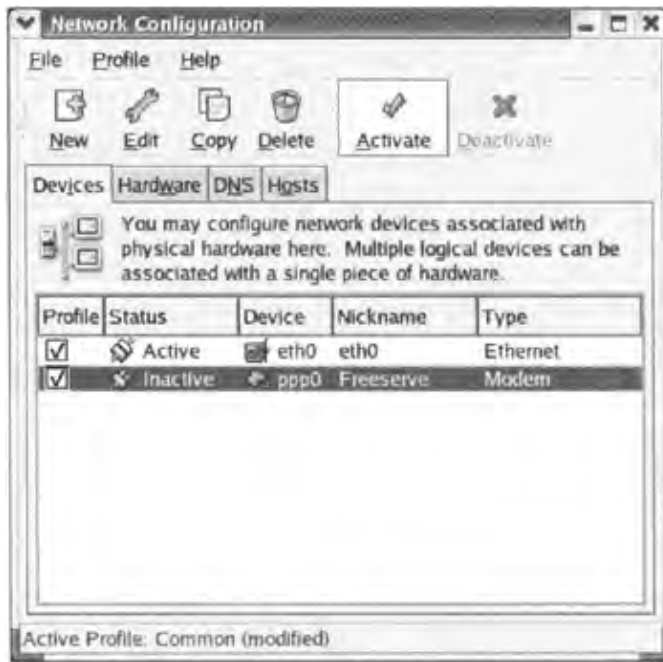 Network Configuration
File Profile Help
New Edit Copy Delete Activate Deactivate
Devices Hardware DNS Hosts
You may configure network devices associated with
physical hardware here. Multiple logical devices can be
associated with a single piece of hardware.
Profile Status Device Nickname Type
Active eth0 eth0 Ethernet
Inactive ppp0 Freeserve Modem
Active Profile: Common (modified)